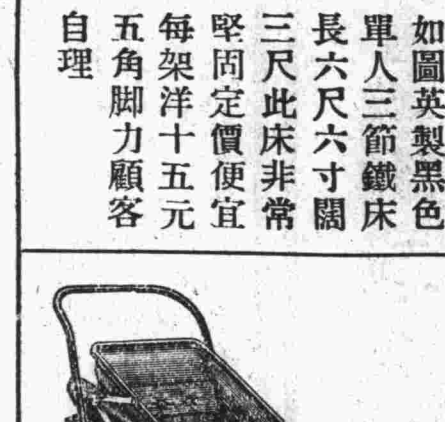 如圖英製黑色
單人三節鐵床
長六尺六寸闊
三尺此床非常
堅固定價便宜
每架洋十五元
五角脚力顧客
自理